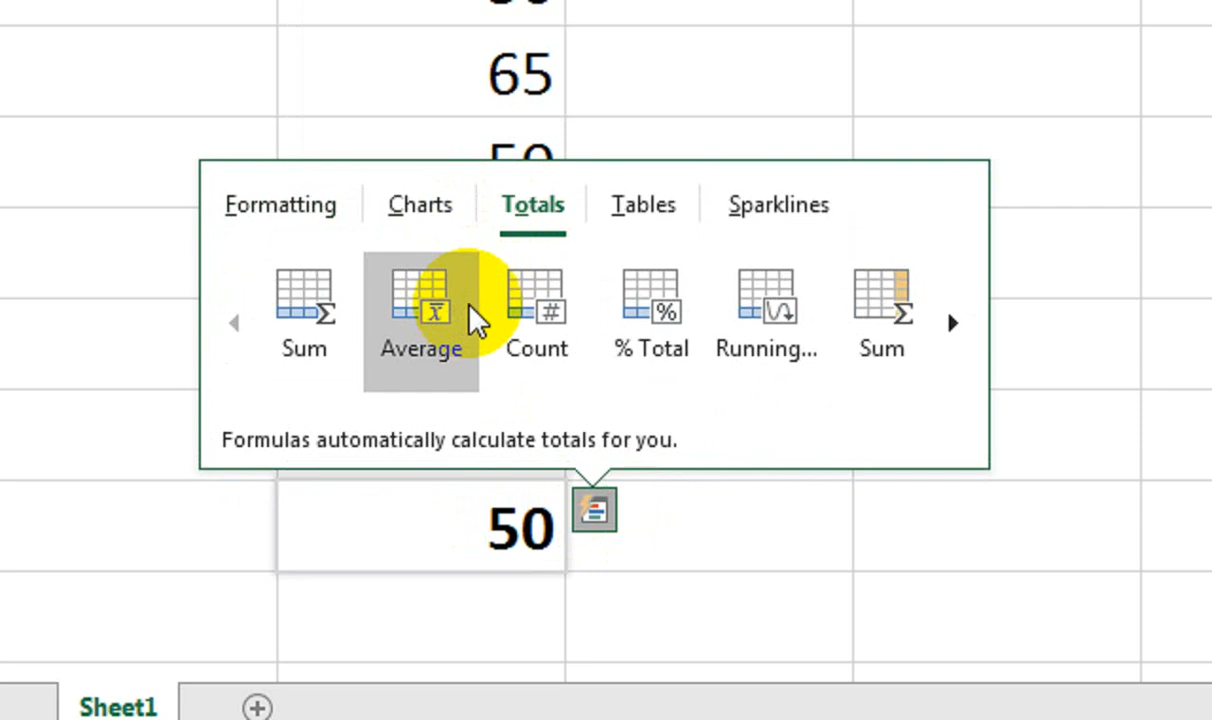 65
Formatting Charts Totals Tables Sparklines
Sum Average Count % Total Running... Sum
Formulas automatically calculate totals for you.
50
Sheet1